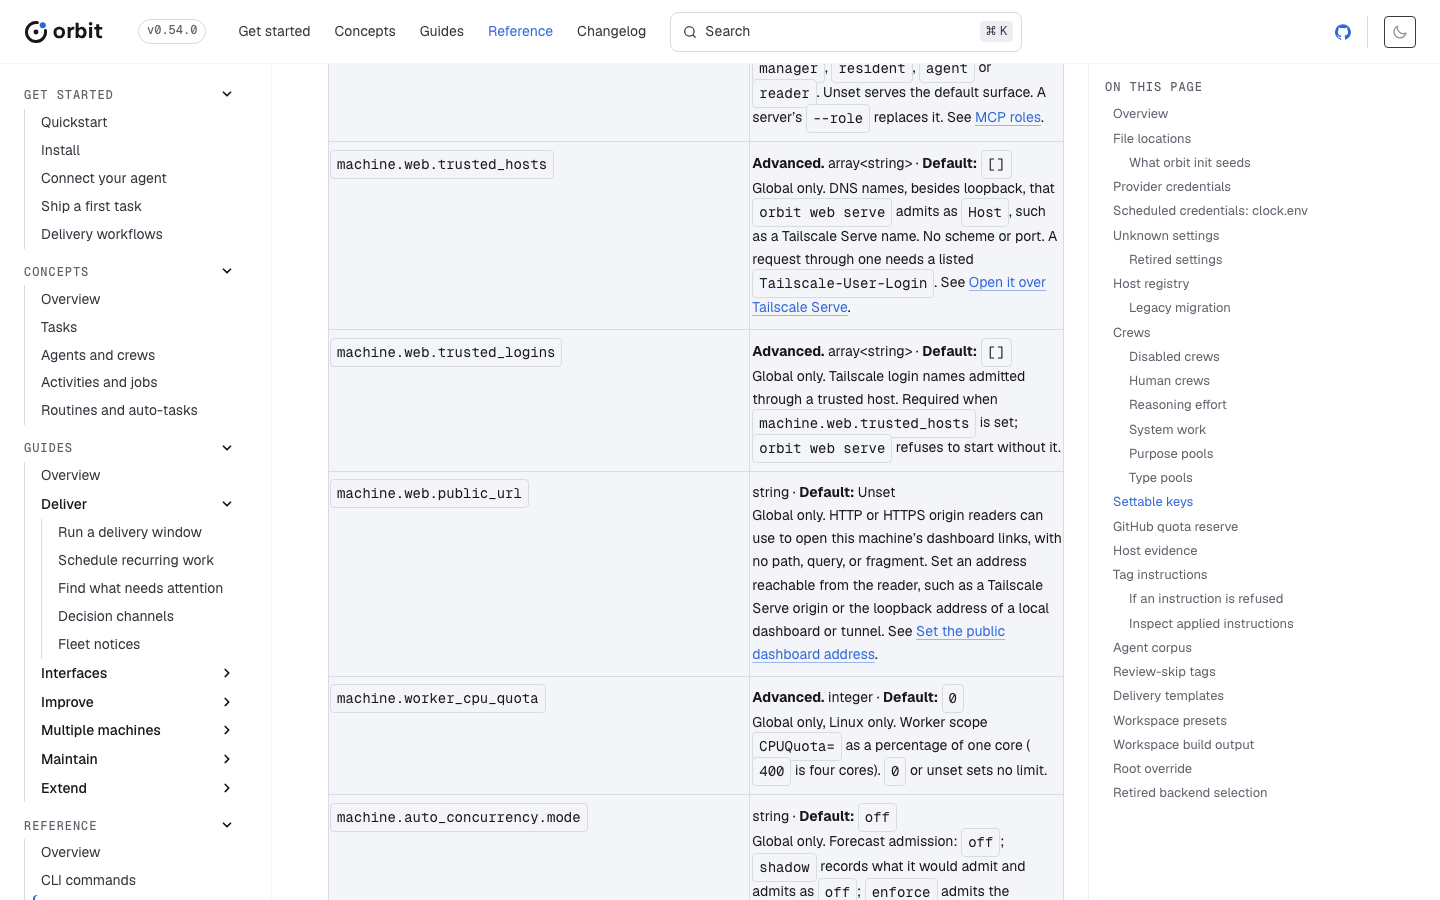 orbit
v0.54.0
Get started
Concepts
Guides
Reference
Changelog
Search
⌘ K
GET STARTED
Quickstart
Install
Connect your agent
Ship a first task
Delivery workflows
CONCEPTS
Overview
Tasks
Agents and crews
Activities and jobs
Routines and auto-tasks
GUIDES
Overview
Deliver
Run a delivery window
Schedule recurring work
Find what needs attention
Decision channels
Fleet notices
Interfaces
Improve
Multiple machines
Maintain
Extend
REFERENCE
Overview
CLI commands
manager, resident, agent or
reader. Unset serves the default surface. A
server's --role replaces it. See MCP roles.
machine.web.trusted_hosts
Advanced. array<string> · Default: []
Global only. DNS names, besides loopback, that
orbit web serve admits as Host, such
as a Tailscale Serve name. No scheme or port. A
request through one needs a listed
Tailscale-User-Login. See Open it over
Tailscale Serve.
machine.web.trusted_logins
Advanced. array<string> · Default: []
Global only. Tailscale login names admitted
through a trusted host. Required when
machine.web.trusted_hosts is set;
orbit web serve refuses to start without it.
machine.web.public_url
string · Default: Unset
Global only. HTTP or HTTPS origin readers can
use to open this machine's dashboard links, with
no path, query, or fragment. Set an address
reachable from the reader, such as a Tailscale
Serve origin or the loopback address of a local
dashboard or tunnel. See Set the public
dashboard address.
machine.worker_cpu_quota
Advanced. integer · Default: 0
Global only, Linux only. Worker scope
CPUQuota= as a percentage of one core (
400 is four cores). 0 or unset sets no limit.
machine.auto_concurrency.mode
string · Default: off
Global only. Forecast admission: off;
shadow records what it would admit and
admits as off; enforce admits the
ON THIS PAGE
Overview
File locations
What orbit init seeds
Provider credentials
Scheduled credentials: clock.env
Unknown settings
Retired settings
Host registry
Legacy migration
Crews
Disabled crews
Human crews
Reasoning effort
System work
Purpose pools
Type pools
Settable keys
GitHub quota reserve
Host evidence
Tag instructions
If an instruction is refused
Inspect applied instructions
Agent corpus
Review-skip tags
Delivery templates
Workspace presets
Workspace build output
Root override
Retired backend selection